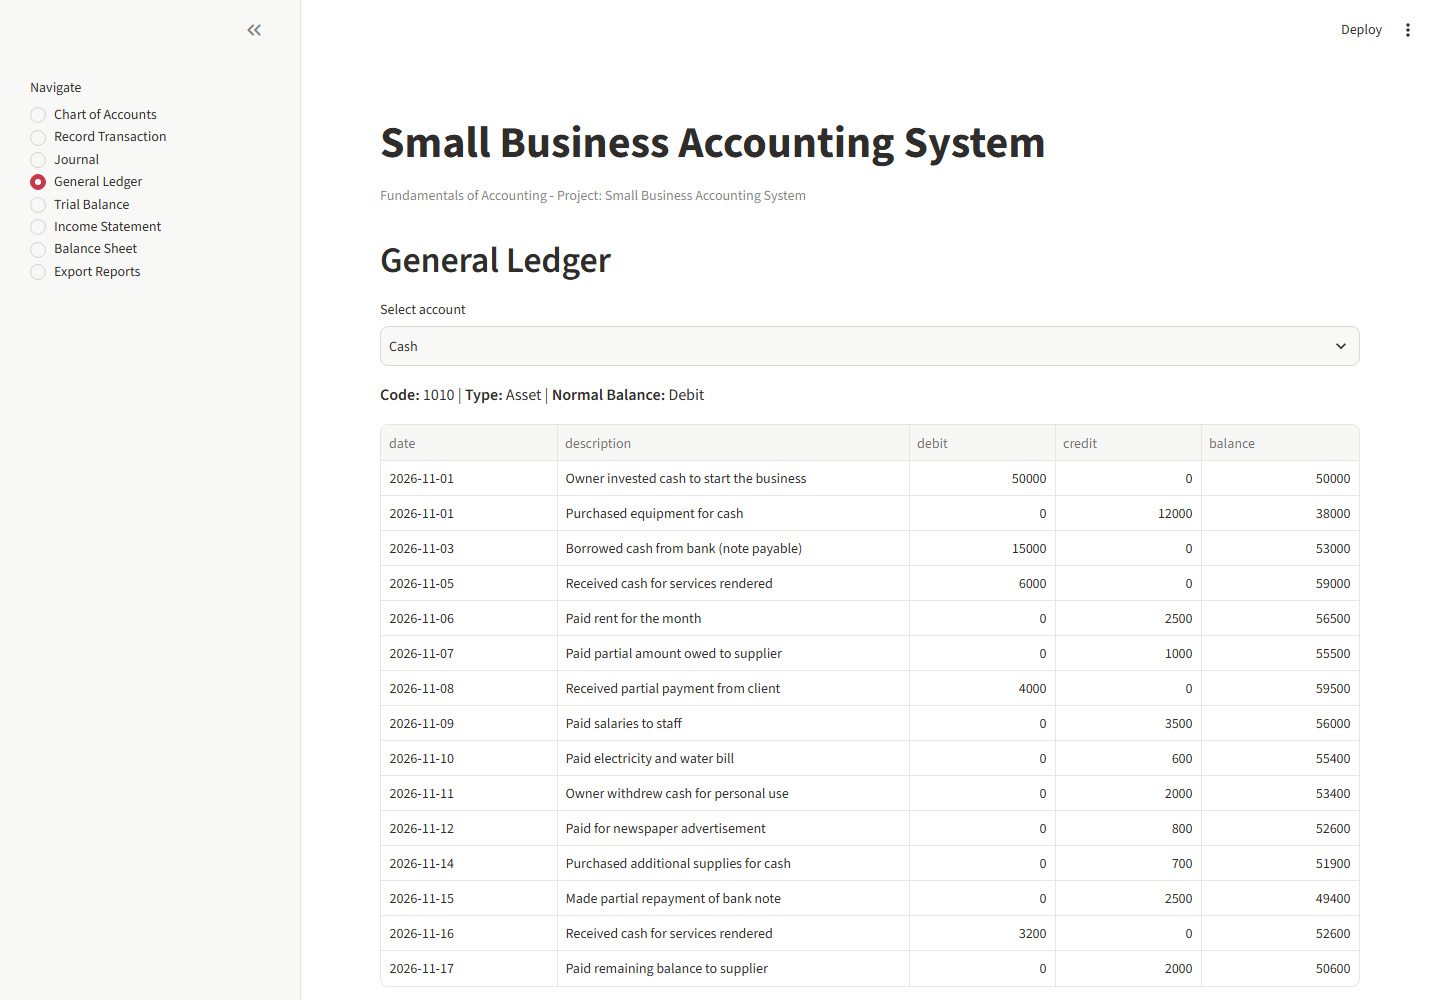 Deploy
Navigate
Chart of Accounts
Record Transaction
Journal
General Ledger
Trial Balance
Income Statement
Balance Sheet
Export Reports
Small Business Accounting System
Fundamentals of Accounting - Project: Small Business Accounting System
General Ledger
Select account
Cash
Code: 1010 | Type: Asset | Normal Balance: Debit
date description debit credit balance
2026-11-01 Owner invested cash to start the business 50000 0 50000
2026-11-01 Purchased equipment for cash 0 12000 38000
2026-11-03 Borrowed cash from bank (note payable) 15000 0 53000
2026-11-05 Received cash for services rendered 6000 0 59000
2026-11-06 Paid rent for the month 0 2500 56500
2026-11-07 Paid partial amount owed to supplier 0 1000 55500
2026-11-08 Received partial payment from client 4000 0 59500
2026-11-09 Paid salaries to staff 0 3500 56000
2026-11-10 Paid electricity and water bill 0 600 55400
2026-11-11 Owner withdrew cash for personal use 0 2000 53400
2026-11-12 Paid for newspaper advertisement 0 800 52600
2026-11-14 Purchased additional supplies for cash 0 700 51900
2026-11-15 Made partial repayment of bank note 0 2500 49400
2026-11-16 Received cash for services rendered 3200 0 52600
2026-11-17 Paid remaining balance to supplier 0 2000 50600